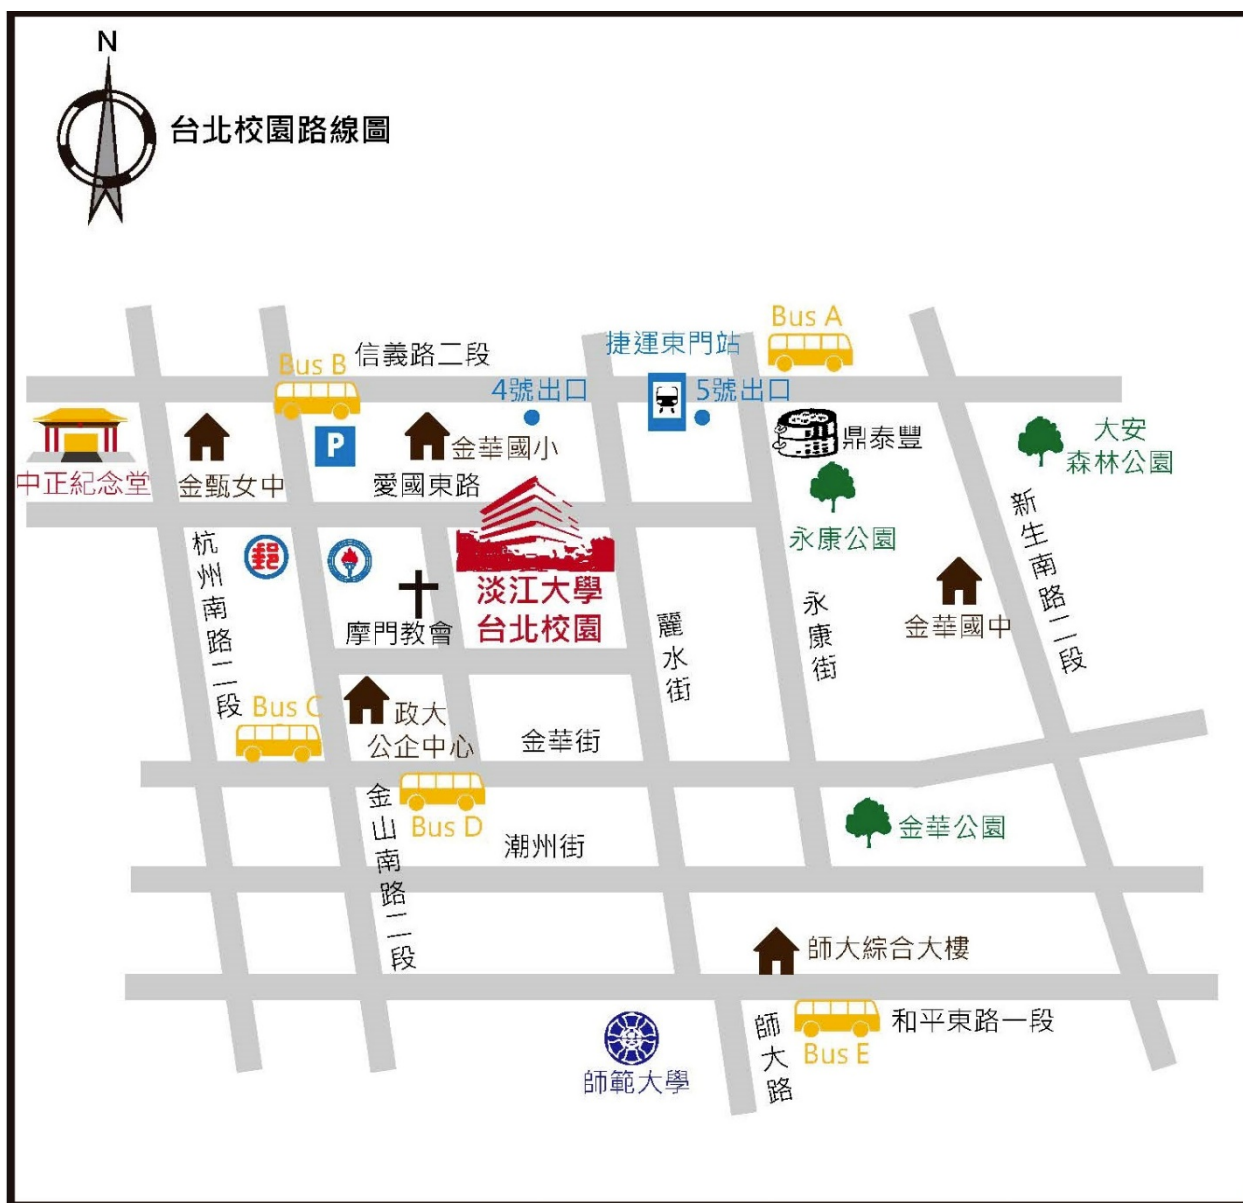 N
台北校園路線圖
Bus A
捷運東門站
信義路二段
Bus B
4號出口
5號出口
P
金華國小
鼎泰豐
大安
森林公園
中正紀念堂
金甌女中
愛國東路
永康公園
新生南路二段
杭州南路二段
郵
淡江大學
台北校園
摩門教會
麗水街
永康街
金華國中
Bus C
政大
公企中心
金華街
金山南路二段
Bus D
潮州街
金華公園
師大綜合大樓
和平東路一段
師大路
Bus E
師範大學